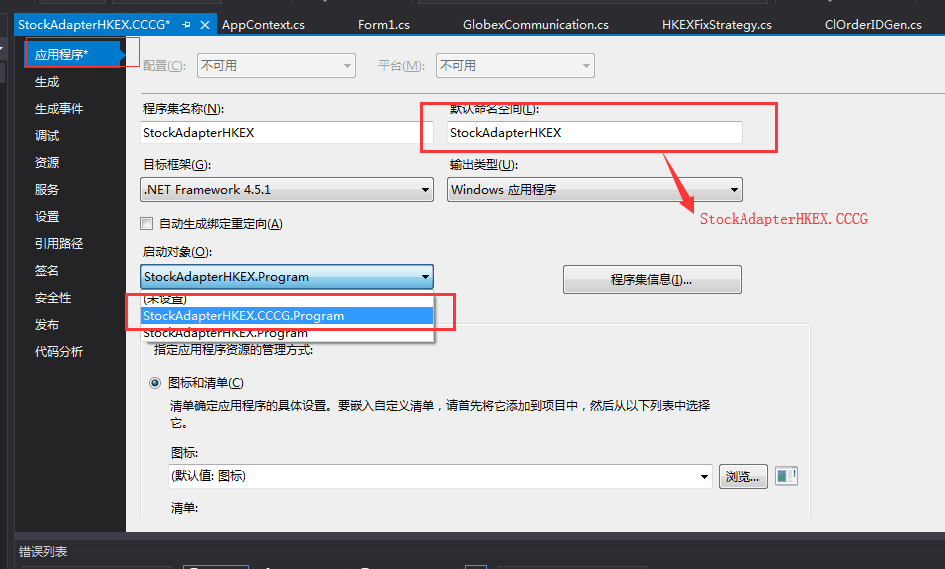 StockAdapterHKEX.CCCG*
AppContext.cs
Form1.cs
GlobexCommunication.cs
HKEXFixStrategy.cs
ClOrderIDGen.cs
应用程序*
生成
生成事件
调试
资源
服务
设置
引用路径
签名
安全性
发布
代码分析
配置(C): 不可用 平台(M): 不可用
程序集名称(N): 默认命名空间(L):
StockAdapterHKEX StockAdapterHKEX
目标框架(G): 输出类型(U):
.NET Framework 4.5.1 Windows 应用程序
StockAdapterHKEX.CCCG
自动生成绑定重定向(A)
启动对象(O):
StockAdapterHKEX.Program 程序集信息(I)...
(未设置)
StockAdapterHKEX.CCCG.Program
StockAdapterHKEX.Program
指定应用程序资源的管理方式:
图标和清单(C)
清单确定应用程序的具体设置。要嵌入自定义清单，请首先将它添加到项目中，然后从以下列表中选择
它。
图标:
(默认值: 图标) 浏览...
清单:
错误列表